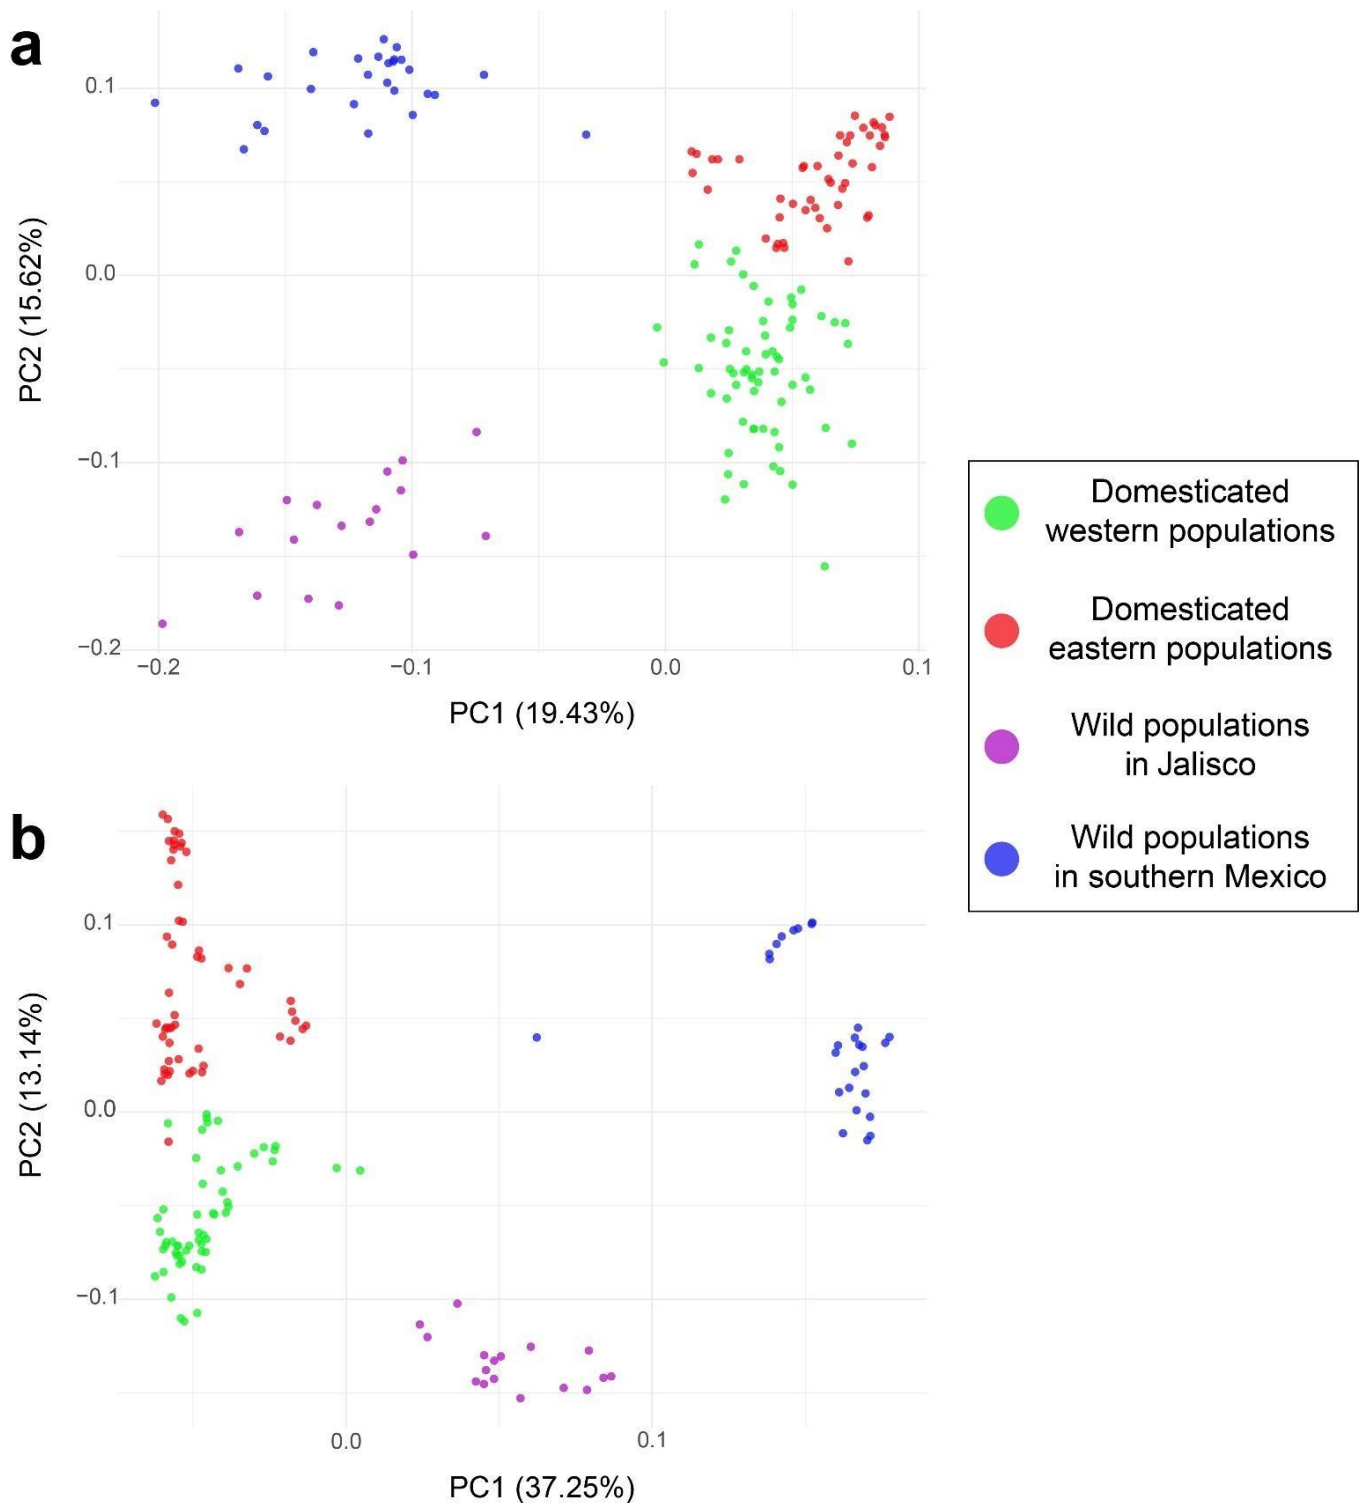 a
0.1
0.0
−0.1
−0.2
PC2 (15.62%)
−0.2
−0.1
0.0
0.1
PC1 (19.43%)
Domesticated
western populations
Domesticated
eastern populations
Wild populations
in Jalisco
Wild populations
in southern Mexico
b
0.1
0.0
−0.1
PC2 (13.14%)
0.0
0.1
PC1 (37.25%)